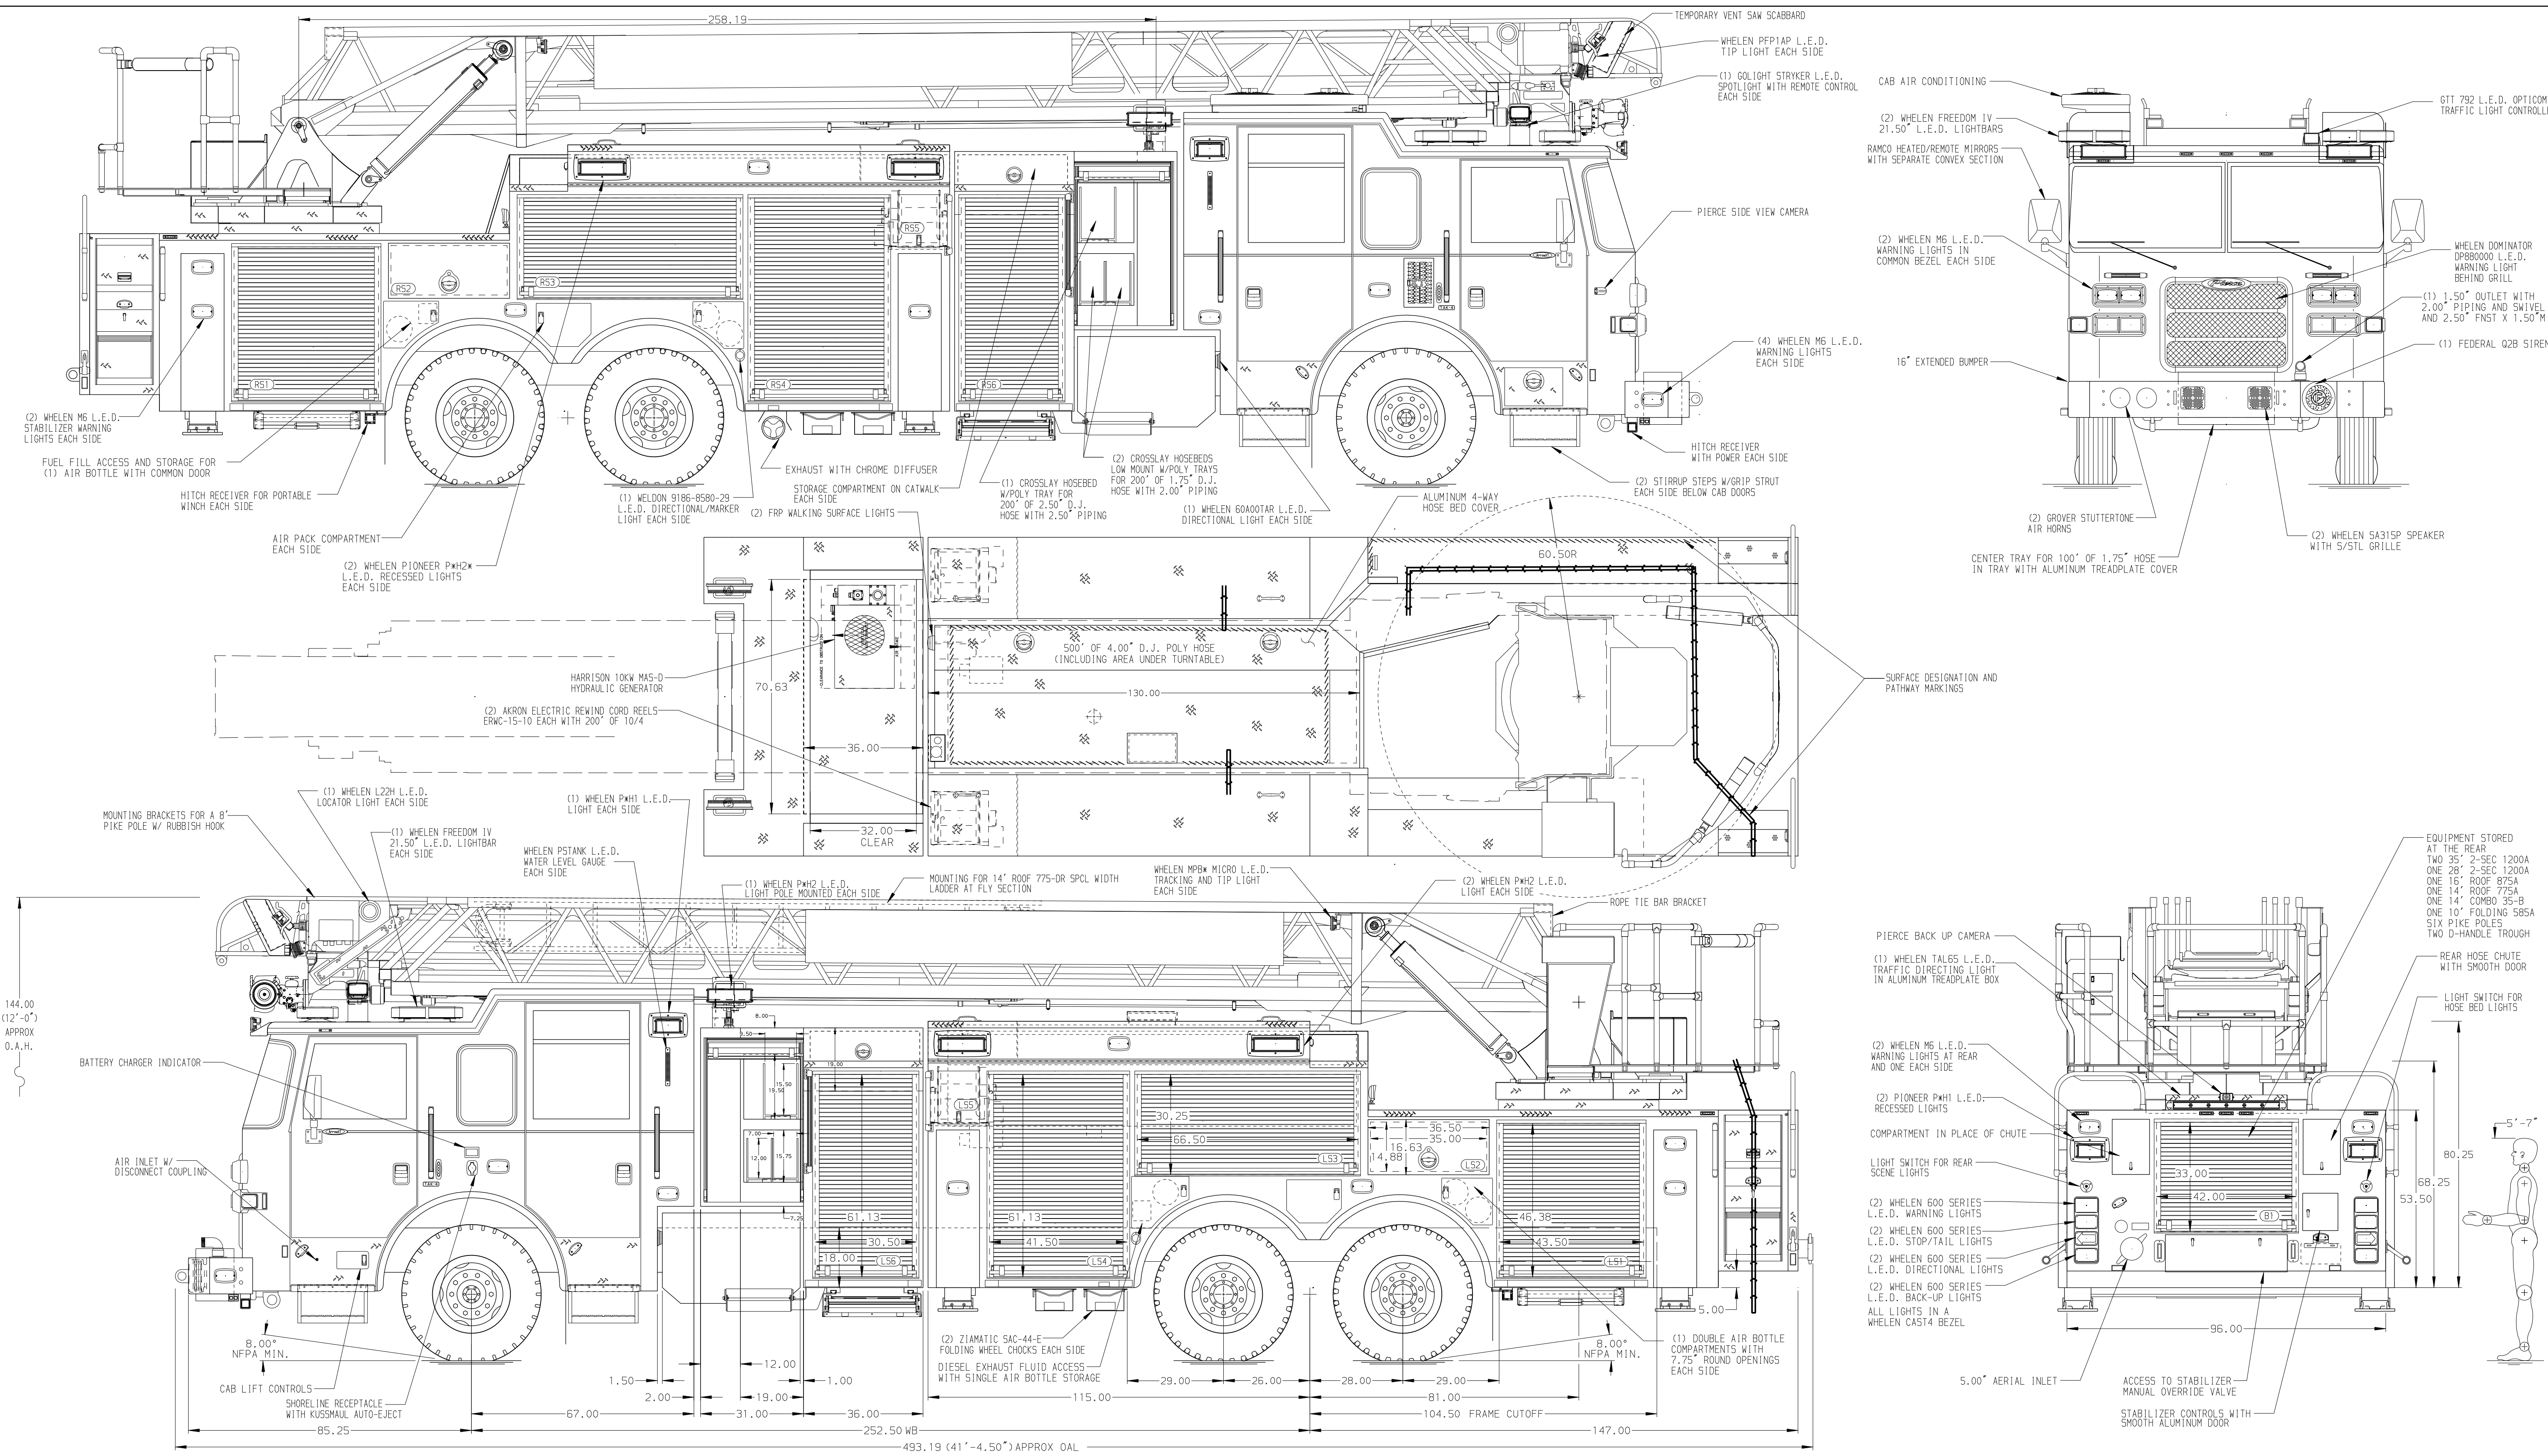 258.19
TEMPORARY VENT SAW SCABBARD
WHELEN PFP1AP L.E.D.
TIP LIGHT EACH SIDE
(1) GOLIGHT STRYKER L.E.D.
SPOTLIGHT WITH REMOTE CONTROL
EACH SIDE
PIERCE SIDE VIEW CAMERA
(4) WHELEN M6 L.E.D.
WARNING LIGHTS
EACH SIDE
HITCH RECEIVER
WITH POWER EACH SIDE
(2) STIRRUP STEPS W/GRIP STRUT
EACH SIDE BELOW CAB DOORS
RS1
RS2
RS3
RS4
RS5
RS6
(2) WHELEN M6 L.E.D.
STABILIZER WARNING
LIGHTS EACH SIDE
FUEL FILL ACCESS AND STORAGE FOR
(1) AIR BOTTLE WITH COMMON DOOR
HITCH RECEIVER FOR PORTABLE
WINCH EACH SIDE
AIR PACK COMPARTMENT
EACH SIDE
(2) WHELEN PIONEER P*H2*
L.E.D. RECESSED LIGHTS
EACH SIDE
(1) WELDON 9186-8580-29
L.E.D. DIRECTIONAL/MARKER
LIGHT EACH SIDE
EXHAUST WITH CHROME DIFFUSER
STORAGE COMPARTMENT ON CATWALK
EACH SIDE
(2) FRP WALKING SURFACE LIGHTS
(1) CROSSLAY HOSEBED
W/POLY TRAY FOR
200' OF 2.50" D.J.
HOSE WITH 2.50" PIPING
(2) CROSSLAY HOSEBEDS
LOW MOUNT W/POLY TRAYS
FOR 200' OF 1.75" D.J.
HOSE WITH 2.00" PIPING
(1) WHELEN 60A00TAR L.E.D.
DIRECTIONAL LIGHT EACH SIDE
ALUMINUM 4-WAY
HOSE BED COVER
CAB AIR CONDITIONING
(2) WHELEN FREEDOM IV
21.50" L.E.D. LIGHTBARS
RAMCO HEATED/REMOTE MIRRORS
WITH SEPARATE CONVEX SECTION
(2) WHELEN M6 L.E.D.
WARNING LIGHTS IN
COMMON BEZEL EACH SIDE
16" EXTENDED BUMPER
GTT 792 L.E.D. OPTICOM
TRAFFIC LIGHT CONTROLL
WHELEN DOMINATOR
DP880000 L.E.D.
WARNING LIGHT
BEHIND GRILL
(1) 1.50" OUTLET WITH
2.00" PIPING AND SWIVEL
AND 2.50" FNST X 1.50"M
(1) FEDERAL Q2B SIREN
Pierce
(2) GROVER STUTTERTONE
AIR HORNS
CENTER TRAY FOR 100' OF 1.75" HOSE
IN TRAY WITH ALUMINUM TREADPLATE COVER
(2) WHELEN SA315P SPEAKER
WITH S/STL GRILLE
60.50R
500' OF 4.00" D.J. POLY HOSE
(INCLUDING AREA UNDER TURNTABLE)
130.00
70.63
36.00
32.00
CLEAR
HARRISON 10KW MAS-D
HYDRAULIC GENERATOR
(2) AKRON ELECTRIC REWIND CORD REELS
ERWC-15-10 EACH WITH 200' OF 10/4
SURFACE DESIGNATION AND
PATHWAY MARKINGS
MOUNTING BRACKETS FOR A 8'
PIKE POLE W/ RUBBISH HOOK
(1) WHELEN L22H L.E.D.
LOCATOR LIGHT EACH SIDE
(1) WHELEN FREEDOM IV
21.50" L.E.D. LIGHTBAR
EACH SIDE
(1) WHELEN P*H1 L.E.D.
LIGHT EACH SIDE
WHELEN PSTANK L.E.D.
WATER LEVEL GAUGE
EACH SIDE
(1) WHELEN P*H2 L.E.D.
LIGHT POLE MOUNTED EACH SIDE
MOUNTING FOR 14' ROOF 775-DR SPCL WIDTH
LADDER AT FLY SECTION
WHELEN MPB* MICRO L.E.D.
TRACKING AND TIP LIGHT
EACH SIDE
(2) WHELEN P*H2 L.E.D.
LIGHT EACH SIDE
ROPE TIE BAR BRACKET
144.00
(12'-0")
APPROX
O.A.H.
BATTERY CHARGER INDICATOR
AIR INLET W/
DISCONNECT COUPLING
8.00
19.00
15.50
19.50
7.00
12.00
15.75
7.25
61.13
30.50
18.00
LS6
LS5
61.13
41.50
LS4
30.25
66.50
LS3
36.50
35.00
16.63
14.88
LS2
46.38
43.50
LS1
5.00
8.00°
NFPA MIN.
CAB LIFT CONTROLS
SHORELINE RECEPTACLE
WITH KUSSMAUL AUTO-EJECT
(2) ZIAMATIC SAC-44-E
FOLDING WHEEL CHOCKS EACH SIDE
DIESEL EXHAUST FLUID ACCESS
WITH SINGLE AIR BOTTLE STORAGE
8.00°
NFPA MIN.
(1) DOUBLE AIR BOTTLE
COMPARTMENTS WITH
7.75" ROUND OPENINGS
EACH SIDE
12.00
1.50
1.00
2.00
19.00
29.00
26.00
28.00
29.00
115.00
81.00
67.00
31.00
36.00
104.50 FRAME CUTOFF
85.25
252.50 WB
147.00
493.19 (41'-4.50") APPROX OAL
EQUIPMENT STORED
AT THE REAR
TWO 35' 2-SEC 1200A
ONE 28' 2-SEC 1200A
ONE 16' ROOF 875A
ONE 14' ROOF 775A
ONE 14' COMBO 35-B
ONE 10' FOLDING 585A
SIX PIKE POLES
TWO D-HANDLE TROUGH
REAR HOSE CHUTE
WITH SMOOTH DOOR
LIGHT SWITCH FOR
HOSE BED LIGHTS
PIERCE BACK UP CAMERA
(1) WHELEN TAL65 L.E.D.
TRAFFIC DIRECTING LIGHT
IN ALUMINUM TREADPLATE BOX
(2) WHELEN M6 L.E.D.
WARNING LIGHTS AT REAR
AND ONE EACH SIDE
(2) PIONEER P*H1 L.E.D.
RECESSED LIGHTS
COMPARTMENT IN PLACE OF CHUTE
LIGHT SWITCH FOR REAR
SCENE LIGHTS
(2) WHELEN 600 SERIES
L.E.D. WARNING LIGHTS
(2) WHELEN 600 SERIES
L.E.D. STOP/TAIL LIGHTS
(2) WHELEN 600 SERIES
L.E.D. DIRECTIONAL LIGHTS
(2) WHELEN 600 SERIES
L.E.D. BACK-UP LIGHTS
ALL LIGHTS IN A
WHELEN CAST4 BEZEL
33.00
42.00
B1
5'-7"
80.25
68.25
53.50
96.00
5.00" AERIAL INLET
ACCESS TO STABILIZER
MANUAL OVERRIDE VALVE
STABILIZER CONTROLS WITH
SMOOTH ALUMINUM DOOR